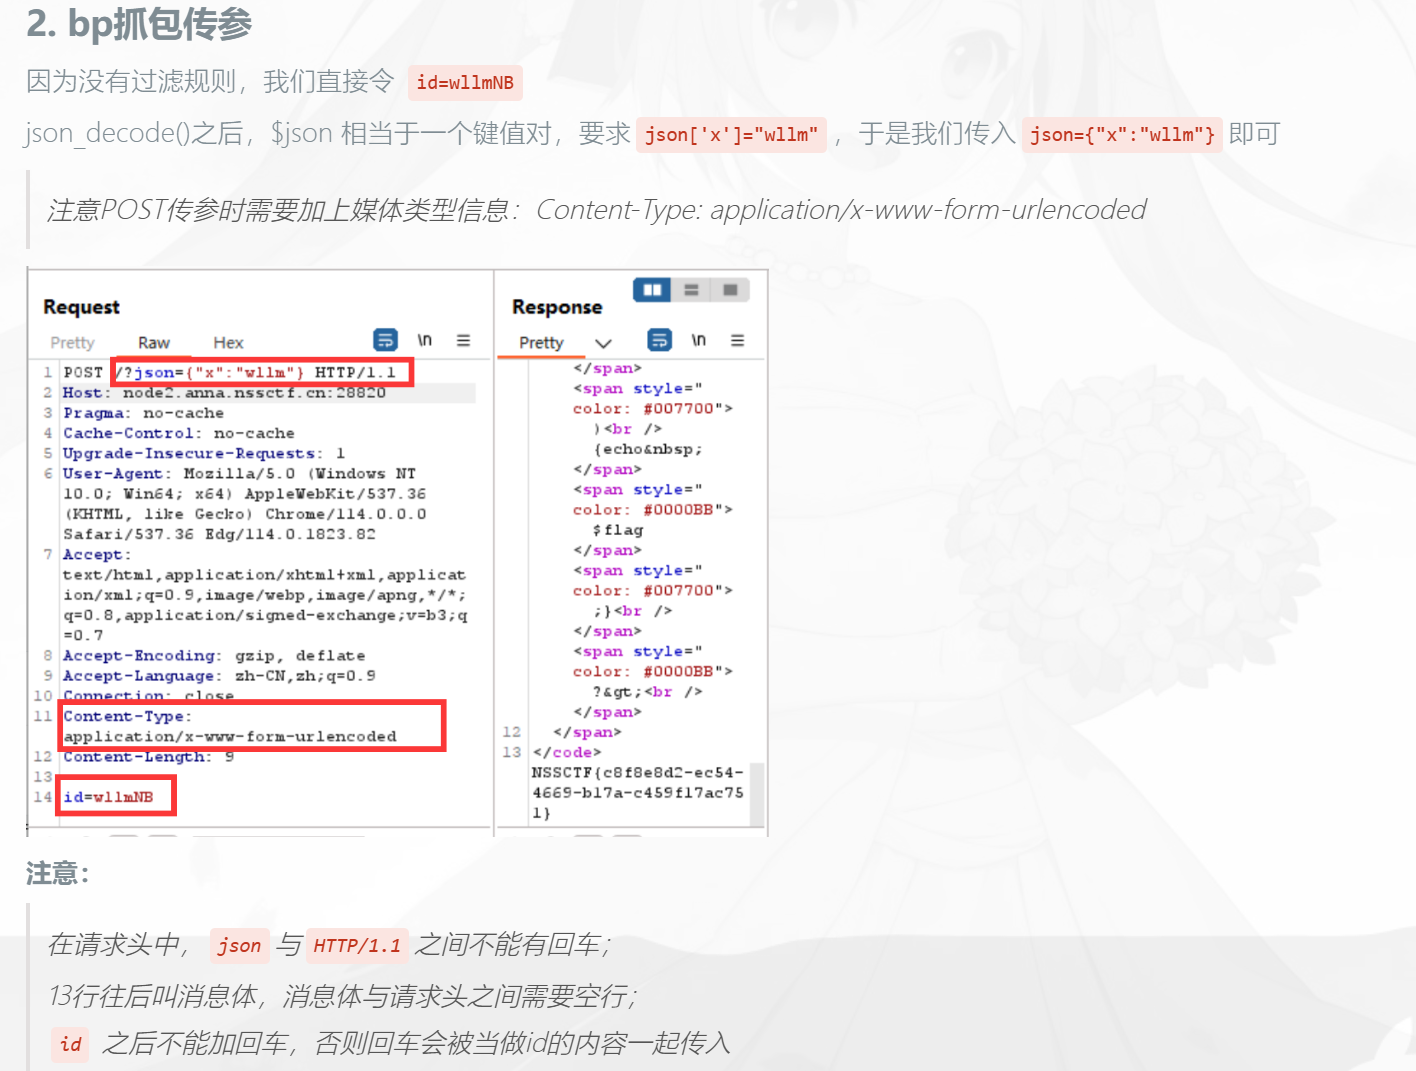 2. bp抓包传参
因为没有过滤规则，我们直接令 id=wllmNB
json_decode()之后，$json 相当于一个键值对，要求 json['x']="wllm" ，于是我们传入 json={"x":"wllm"} 即可
注意POST传参时需要加上媒体类型信息：Content-Type: application/x-www-form-urlencoded
Request
Pretty Raw Hex \n
1 POST /?json={"x":"wllm"} HTTP/1.1
2 Host: node2.anna.nssctf.cn:28820
3 Pragma: no-cache
4 Cache-Control: no-cache
5 Upgrade-Insecure-Requests: 1
6 User-Agent: Mozilla/5.0 (Windows NT
10.0; Win64; x64) AppleWebKit/537.36
(KHTML, like Gecko) Chrome/114.0.0.0
Safari/537.36 Edg/114.0.1823.82
7 Accept:
text/html,application/xhtml+xml,applicat
ion/xml;q=0.9,image/webp,image/apng,*/*;
q=0.8,application/signed-exchange;v=b3;q
=0.7
8 Accept-Encoding: gzip, deflate
9 Accept-Language: zh-CN,zh;q=0.9
10 Connection: close
11 Content-Type:
application/x-www-form-urlencoded
12 Content-Length: 9
13
14 id=wllmNB
Response
Pretty \n
</span>
<span style="
color: #007700">
)<br />
{echo&nbsp;
</span>
<span style="
color: #0000BB">
$flag
</span>
<span style="
color: #007700">
;}<br />
</span>
<span style="
color: #0000BB">
?&gt;<br />
</span>
12 </span>
13 </code>
NSSCTF{c8f8e8d2-ec54-
4669-b17a-c459f17ac75
1}
注意：
在请求头中， json 与 HTTP/1.1 之间不能有回车；
13行往后叫消息体，消息体与请求头之间需要空行；
id 之后不能加回车，否则回车会被当做id的内容一起传入